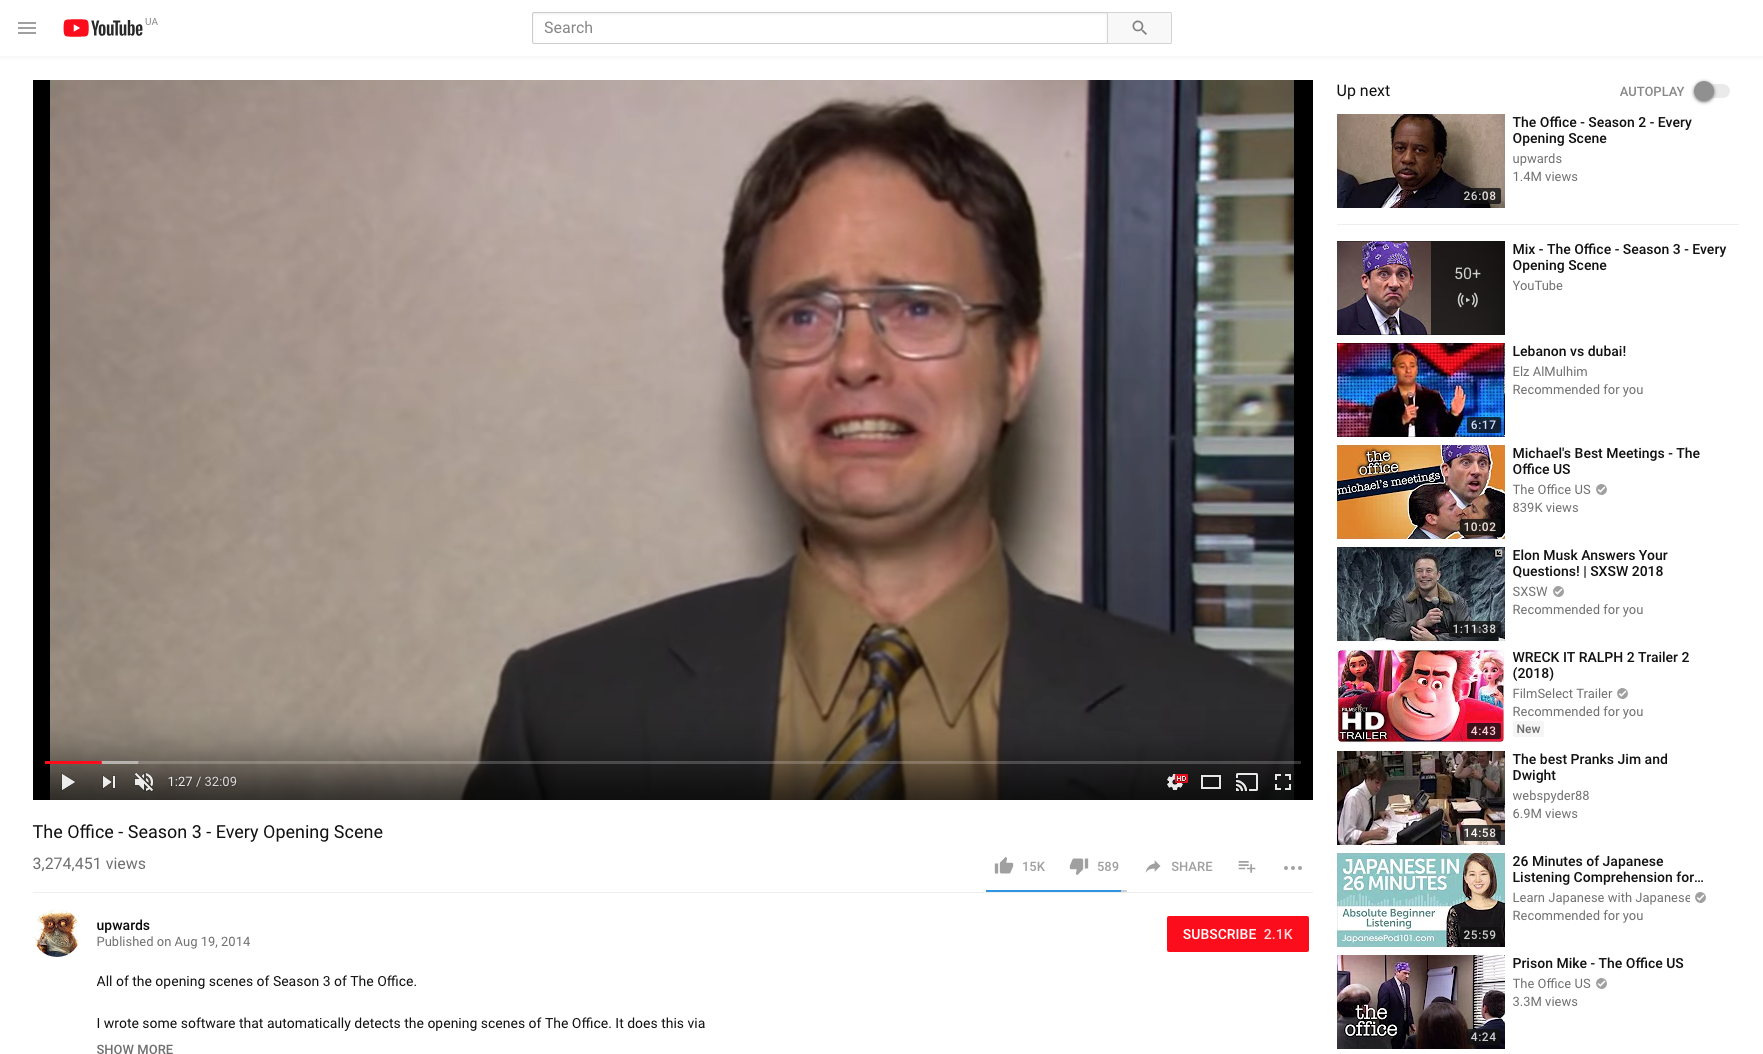 YouTube UA
Search
1:27 / 32:09
HD
The Office - Season 3 - Every Opening Scene
3,274,451 views
15K
589
SHARE
upwards
Published on Aug 19, 2014
SUBSCRIBE 2.1K
All of the opening scenes of Season 3 of The Office.
I wrote some software that automatically detects the opening scenes of The Office. It does this via
SHOW MORE
Up next
AUTOPLAY
26:08
The Office - Season 2 - Every
Opening Scene
upwards
1.4M views
50+
Mix - The Office - Season 3 - Every
Opening Scene
YouTube
6:17
Lebanon vs dubai!
Elz AlMulhim
Recommended for you
the
office
michael's meetings
10:02
Michael's Best Meetings - The
Office US
The Office US
839K views
1:11:38
Elon Musk Answers Your
Questions! | SXSW 2018
SXSW
Recommended for you
FILMSELECT
HD
TRAILER
4:43
WRECK IT RALPH 2 Trailer 2
(2018)
FilmSelect Trailer
Recommended for you
New
14:58
The best Pranks Jim and
Dwight
webspyder88
6.9M views
JAPANESE IN
26 MINUTES
Absolute Beginner
Listening
JapanesePod101.com
25:59
26 Minutes of Japanese
Listening Comprehension for...
Learn Japanese with Japanese
Recommended for you
the
office
4:24
Prison Mike - The Office US
The Office US
3.3M views